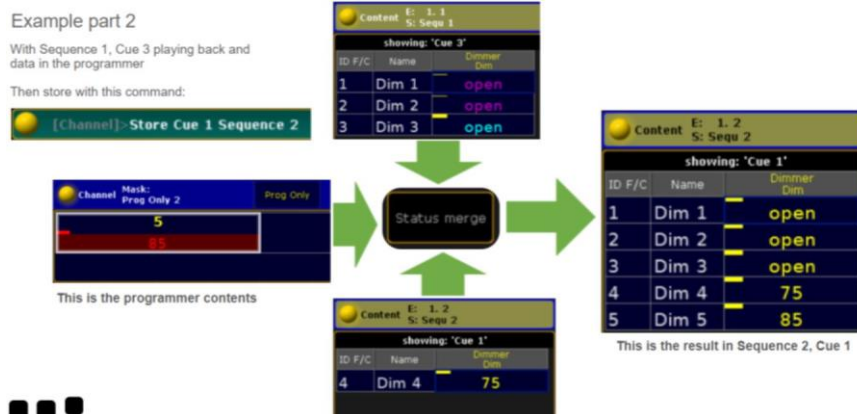 Example part 2
With Sequence 1, Cue 3 playing back and
data in the programmer
Then store with this command:
[Channel]>Store Cue 1 Sequence 2
Content E: 1. 1
S: Sequ 1
showing: 'Cue 3'
ID F/C Name Dimmer
Dim
1 Dim 1 open
2 Dim 2 open
3 Dim 3 open
Channel Mask:
Prog Only 2 Prog Only
5
85
This is the programmer contents
Status merge
Content E: 1. 2
S: Sequ 2
showing: 'Cue 1'
ID F/C Name Dimmer
Dim
4 Dim 4 75
Content E: 1. 2
S: Sequ 2
showing: 'Cue 1'
ID F/C Name Dimmer
Dim
1 Dim 1 open
2 Dim 2 open
3 Dim 3 open
4 Dim 4 75
5 Dim 5 85
This is the result in Sequence 2, Cue 1